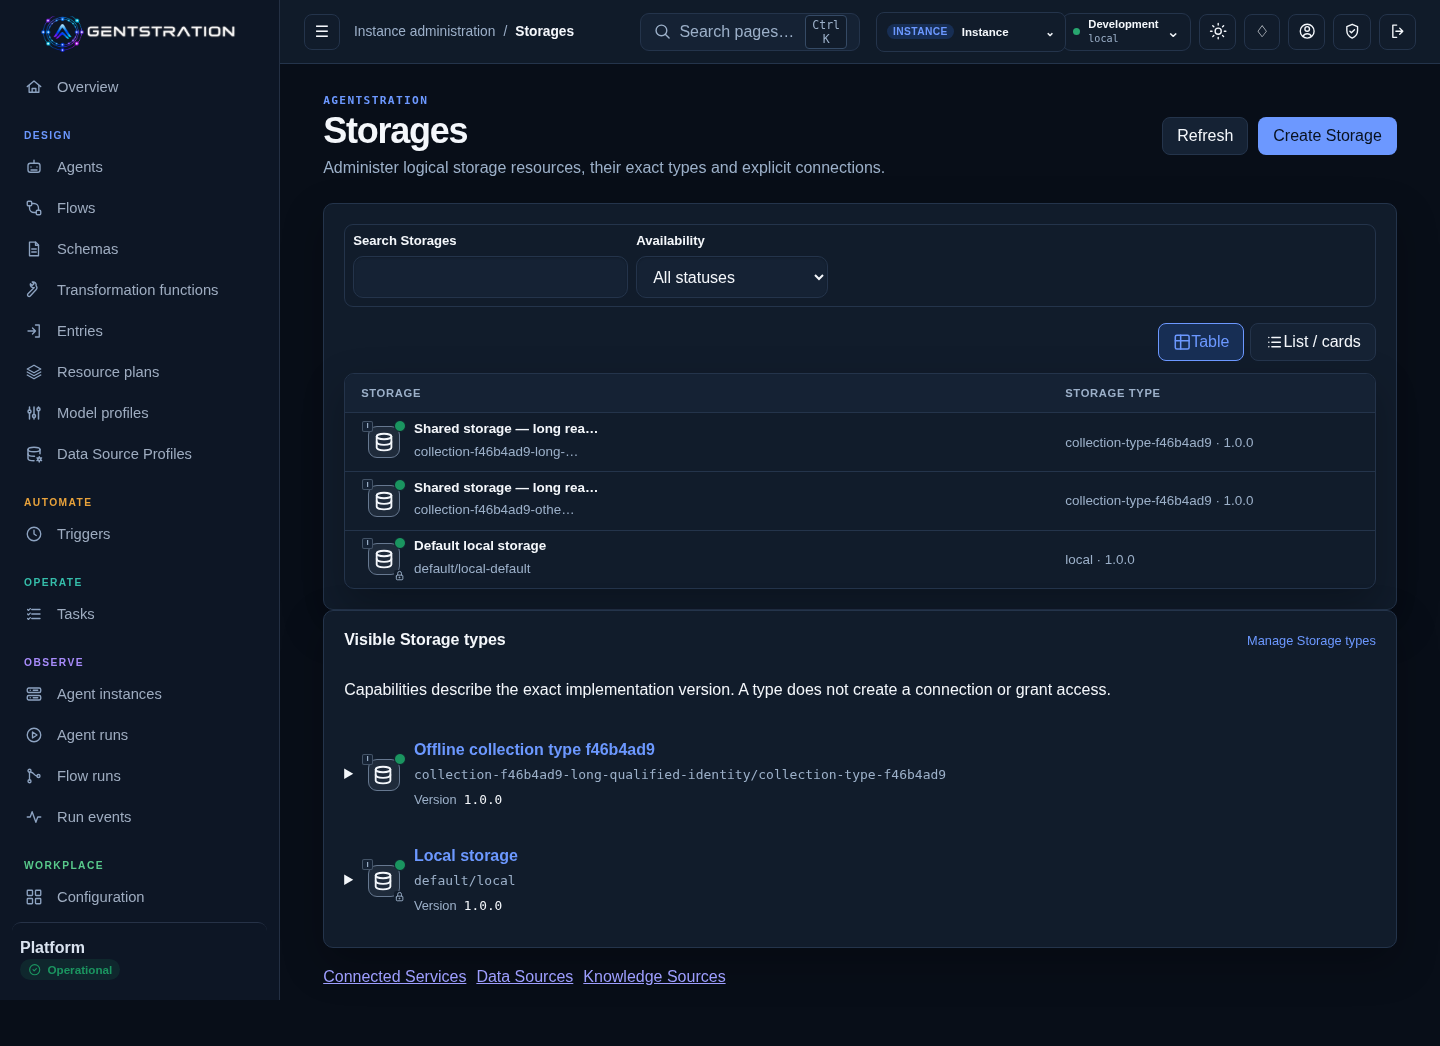 GENTSTRATION
☰
Instance administration / Storages
Search pages…
Ctrl K
INSTANCE Instance
Development
local
Overview
DESIGN
Agents
Flows
Schemas
Transformation functions
Entries
Resource plans
Model profiles
Data Source Profiles
AUTOMATE
Triggers
OPERATE
Tasks
OBSERVE
Agent instances
Agent runs
Flow runs
Run events
WORKPLACE
Configuration
Platform
Operational
AGENTSTRATION
Storages
Administer logical storage resources, their exact types and explicit connections.
Refresh
Create Storage
Search Storages
Availability
All statuses
Table
List / cards
STORAGE STORAGE TYPE
I
Shared storage — long rea…
collection-f46b4ad9-long-…
collection-type-f46b4ad9 · 1.0.0
I
Shared storage — long rea…
collection-f46b4ad9-othe…
collection-type-f46b4ad9 · 1.0.0
I
Default local storage
default/local-default
local · 1.0.0
Visible Storage types
Manage Storage types
Capabilities describe the exact implementation version. A type does not create a connection or grant access.
I
Offline collection type f46b4ad9
collection-f46b4ad9-long-qualified-identity/collection-type-f46b4ad9
Version 1.0.0
I
Local storage
default/local
Version 1.0.0
Connected Services Data Sources Knowledge Sources